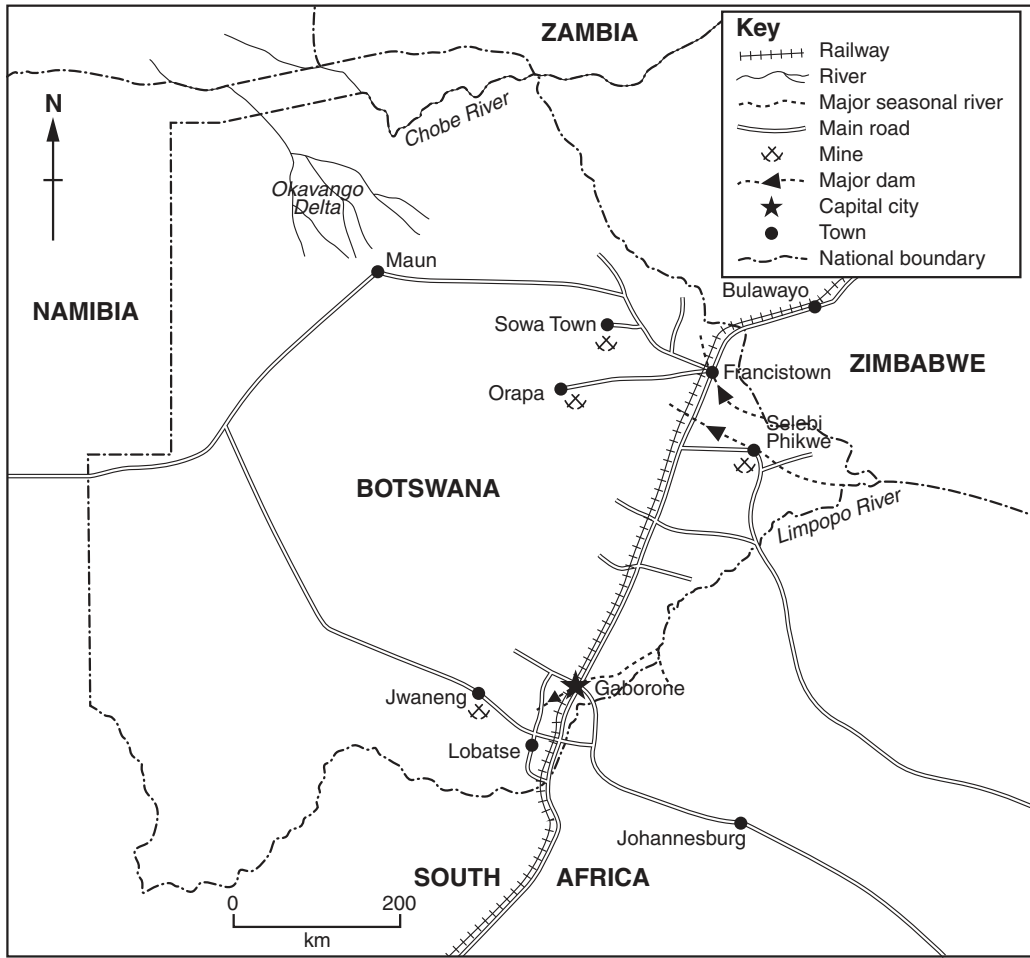 ZAMBIA
Key
Railway
River
Major seasonal river
Main road
Mine
Major dam
Capital city
Town
National boundary
N
Chobe River
Okavango
Delta
Maun
NAMIBIA
Bulawayo
Sowa Town
ZIMBABWE
Francistown
Orapa
Selebi
Phikwe
BOTSWANA
Limpopo River
Gaborone
Jwaneng
Lobatse
Johannesburg
SOUTH AFRICA
0 200
km